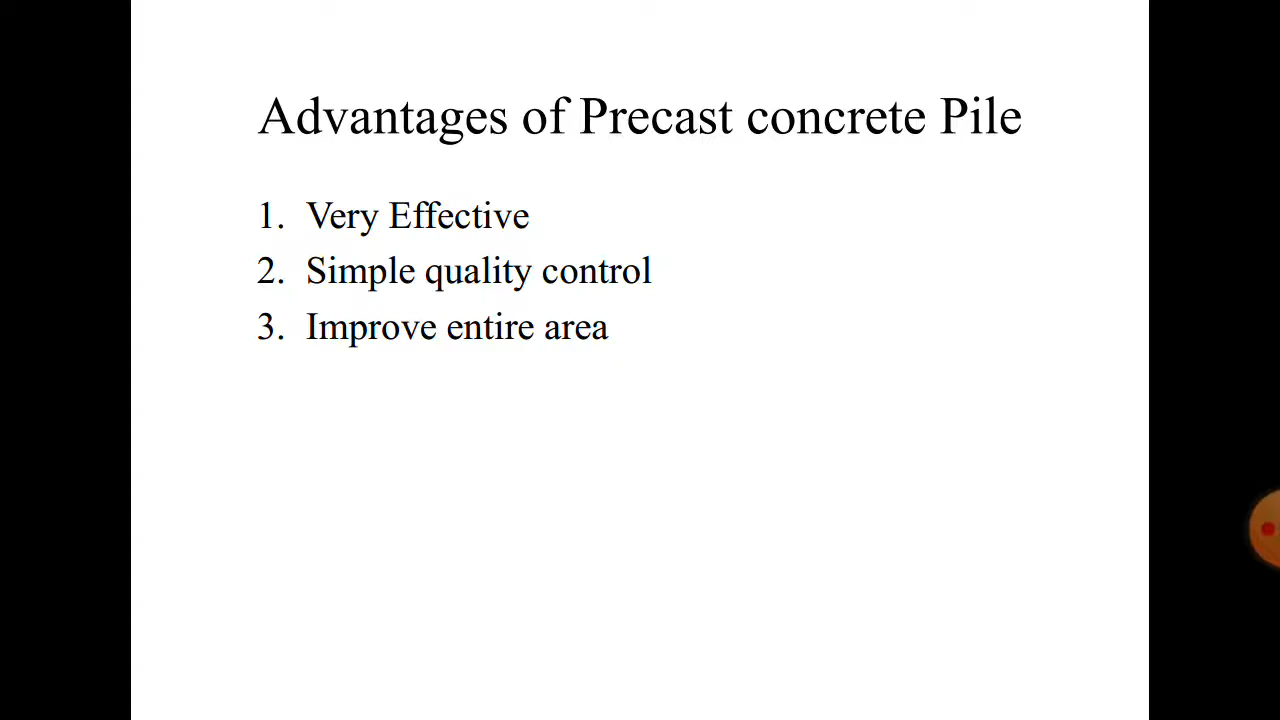 Advantages of Precast concrete Pile
1. Very Effective
2. Simple quality control
3. Improve entire area